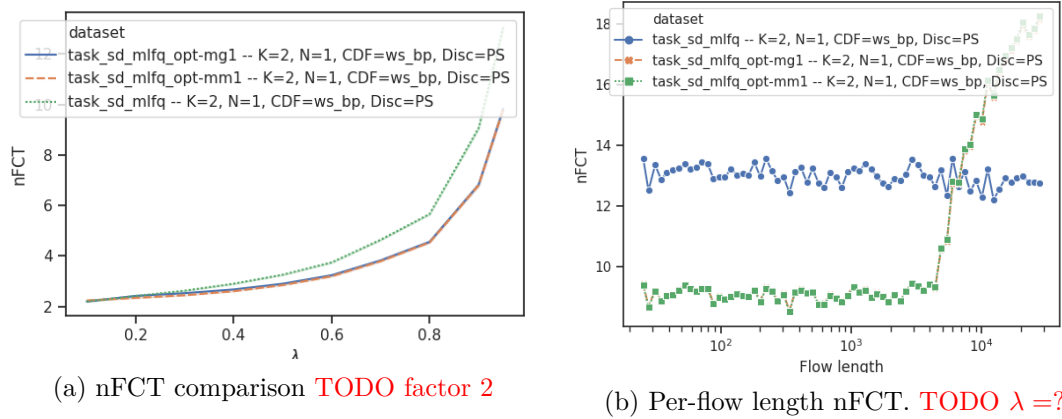 dataset
task_sd_mlfq_opt-mg1 -- K=2, N=1, CDF=ws_bp, Disc=PS
task_sd_mlfq_opt-mm1 -- K=2, N=1, CDF=ws_bp, Disc=PS
task_sd_mlfq -- K=2, N=1, CDF=ws_bp, Disc=PS
nFCT
12
10
8
6
4
2
0.2 0.4 0.6 0.8
λ
(a) nFCT comparison TODO factor 2
dataset
task_sd_mlfq -- K=2, N=1, CDF=ws_bp, Disc=PS
task_sd_mlfq_opt-mg1 -- K=2, N=1, CDF=ws_bp, Disc=PS
task_sd_mlfq_opt-mm1 -- K=2, N=1, CDF=ws_bp, Disc=PS
nFCT
18
16
14
12
10
10² 10³ 10⁴
Flow length
(b) Per-flow length nFCT. TODO λ =?